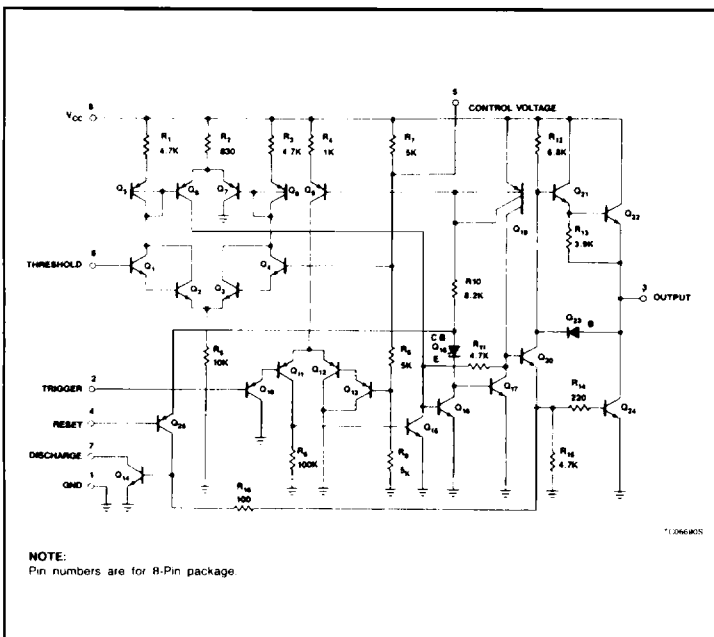 5
CONTROL VOLTAGE
VCC 8
R1 4.7K
R2 830
R3 4.7K
R4 1K
R7 5K
R12 6.8K
Q5
Q6
Q7
Q8
Q9
Q19
Q21
Q22
R13 3.9K
THRESHOLD 6
Q1
Q2
Q3
Q4
R10 8.2K
3 OUTPUT
Q23 B
R5 10K
R8 5K
C B
Q18
E
R11 4.7K
Q20
TRIGGER 2
Q10
Q11
Q12
Q13
Q16
Q17
R14 220
Q24
RESET 4
Q25
Q15
DISCHARGE 7
Q14
R6 100K
R9 5K
R15 4.7K
GND 1
R16 100
NOTE:
Pin numbers are for 8-Pin package.